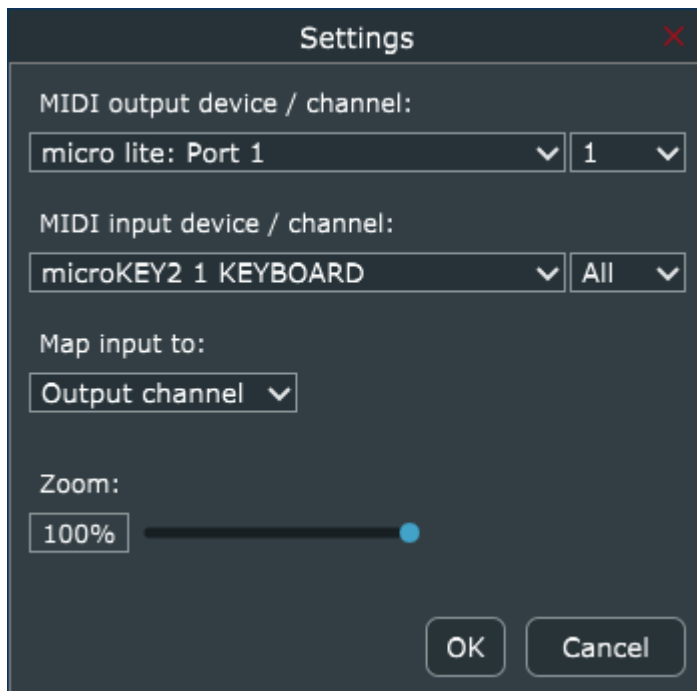 Settings
MIDI output device / channel:
micro lite: Port 1 1
MIDI input device / channel:
microKEY2 1 KEYBOARD All
Map input to:
Output channel
Zoom:
100%
OK Cancel